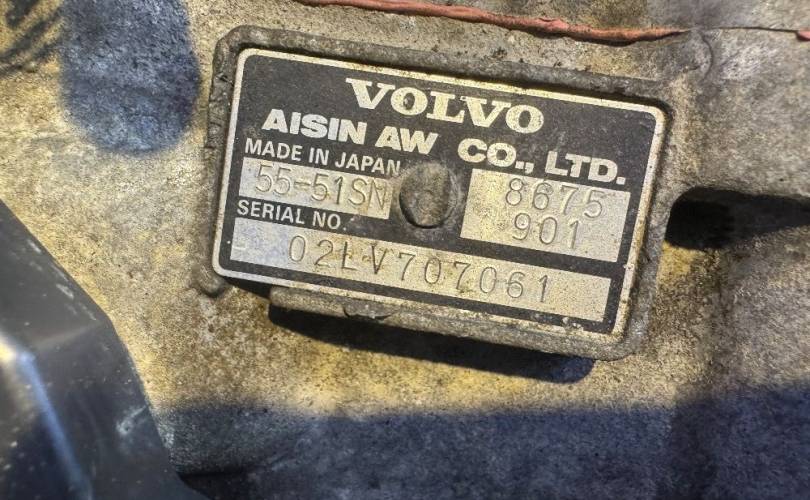 VOLVO
AISIN AW CO., LTD.
MADE IN JAPAN
55-51SN 8675
901
SERIAL NO.
02LV707061